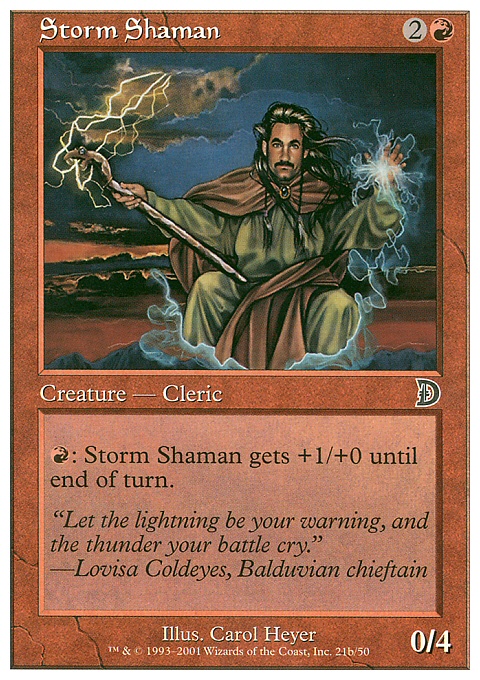 Storm Shaman 2
Creature — Cleric
: Storm Shaman gets +1/+0 until
end of turn.
“Let the lightning be your warning, and
the thunder your battle cry.”
—Lovisa Coldeyes, Balduvian chieftain
Illus. Carol Heyer
™ & © 1993–2001 Wizards of the Coast, Inc. 21b/50
0/4